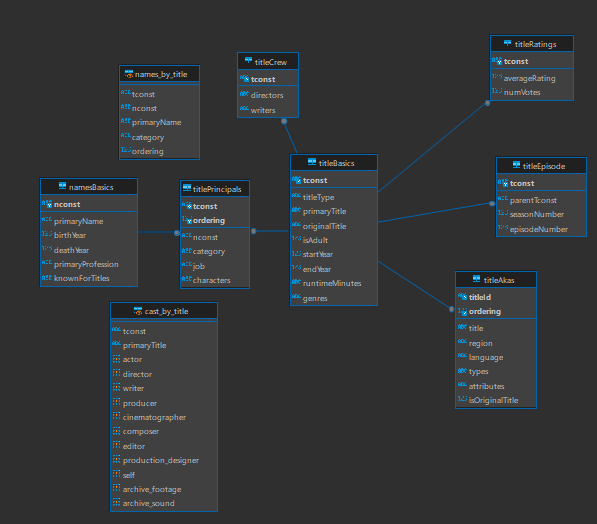 titleRatings
tconst
averageRating
numVotes
titleCrew
tconst
directors
writers
names_by_title
tconst
nconst
primaryName
category
ordering
titleBasics
tconst
titleType
primaryTitle
originalTitle
isAdult
startYear
endYear
runtimeMinutes
genres
titleEpisode
tconst
parentTconst
seasonNumber
episodeNumber
namesBasics
nconst
primaryName
birthYear
deathYear
primaryProfession
knownForTitles
titlePrincipals
tconst
ordering
nconst
category
job
characters
titleAkas
titleId
ordering
title
region
language
types
attributes
isOriginalTitle
cast_by_title
tconst
primaryTitle
actor
director
writer
producer
cinematographer
composer
editor
production_designer
self
archive_footage
archive_sound